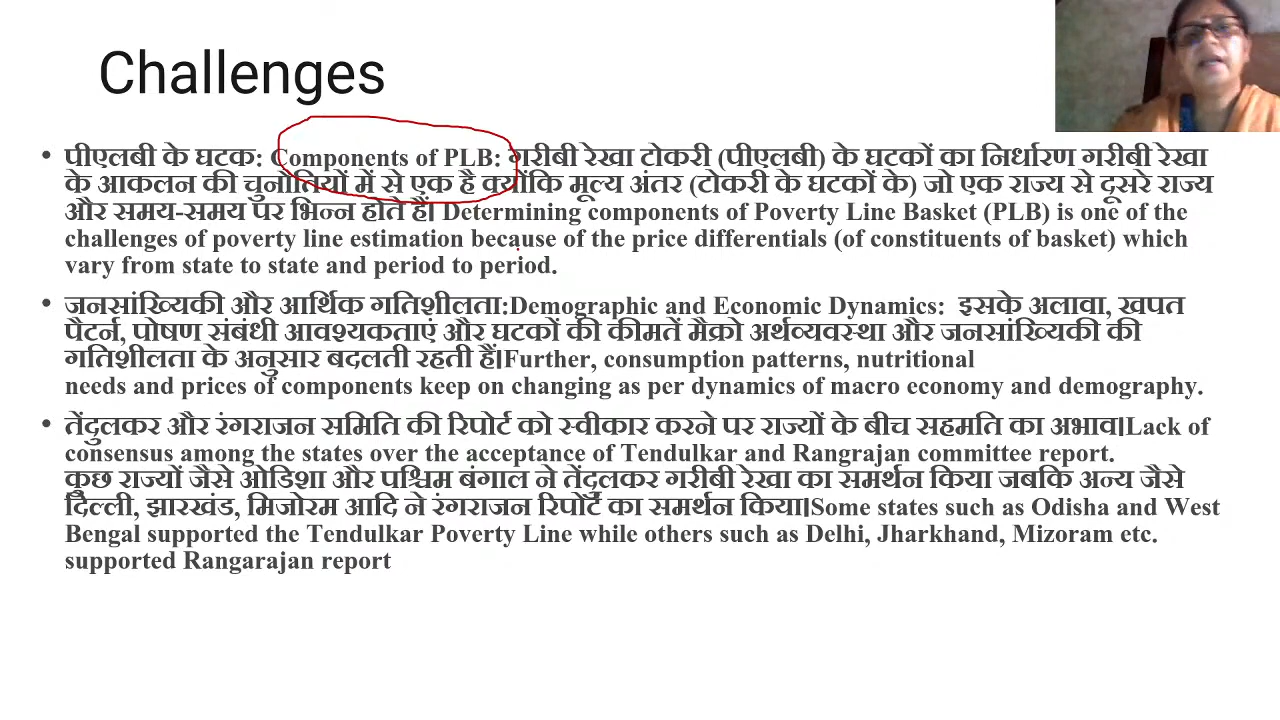 Challenges
• पीएलबी के घटक: Components of PLB: गरीबी रेखा टोकरी (पीएलबी) के घटकों का निर्धारण गरीबी रेखा
के आकलन की चुनौतियों में से एक है क्योंकि मूल्य अंतर (टोकरी के घटकों के) जो एक राज्य से दूसरे राज्य
और समय-समय पर भिन्न होते हैं। Determining components of Poverty Line Basket (PLB) is one of the
challenges of poverty line estimation because of the price differentials (of constituents of basket) which
vary from state to state and period to period.
• जनसांख्यिकी और आर्थिक गतिशीलता:Demographic and Economic Dynamics: इसके अलावा, खपत
पैटर्न, पोषण संबंधी आवश्यकताएं और घटकों की कीमतें मैक्रो अर्थव्यवस्था और जनसांख्यिकी की
गतिशीलता के अनुसार बदलती रहती हैं।Further, consumption patterns, nutritional
needs and prices of components keep on changing as per dynamics of macro economy and demography.
• तेंदुलकर और रंगराजन समिति की रिपोर्ट को स्वीकार करने पर राज्यों के बीच सहमति का अभाव।Lack of
consensus among the states over the acceptance of Tendulkar and Rangrajan committee report.
कुछ राज्यों जैसे ओडिशा और पश्चिम बंगाल ने तेंदुलकर गरीबी रेखा का समर्थन किया जबकि अन्य जैसे
दिल्ली, झारखंड, मिजोरम आदि ने रंगराजन रिपोर्ट का समर्थन किया।Some states such as Odisha and West
Bengal supported the Tendulkar Poverty Line while others such as Delhi, Jharkhand, Mizoram etc.
supported Rangarajan report